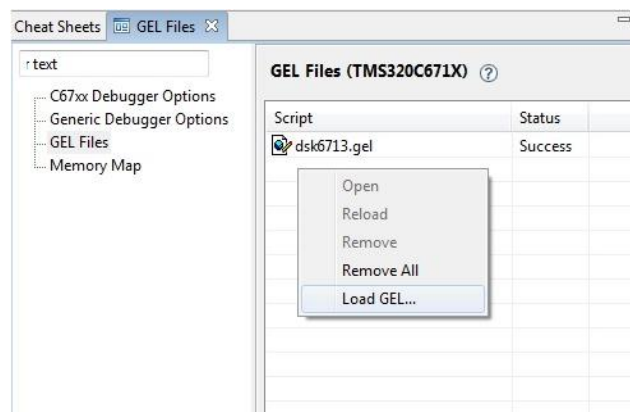 Cheat Sheets GEL Files
r text
C67xx Debugger Options
Generic Debugger Options
GEL Files
Memory Map
GEL Files (TMS320C671X) ?
Script Status
dsk6713.gel Success
Open
Reload
Remove
Remove All
Load GEL...